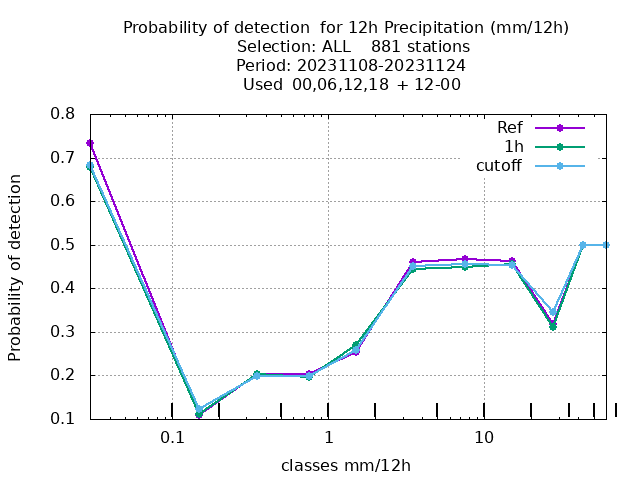 Probability of detection  for 12h Precipitation (mm/12h)
Selection: ALL    881 stations
Period: 20231108-20231124
Used  00,06,12,18  + 12-00
Ref
1h
cutoff
Probability of detection
0.8
0.7
0.6
0.5
0.4
0.3
0.2
0.1
0.1 1 10
classes mm/12h